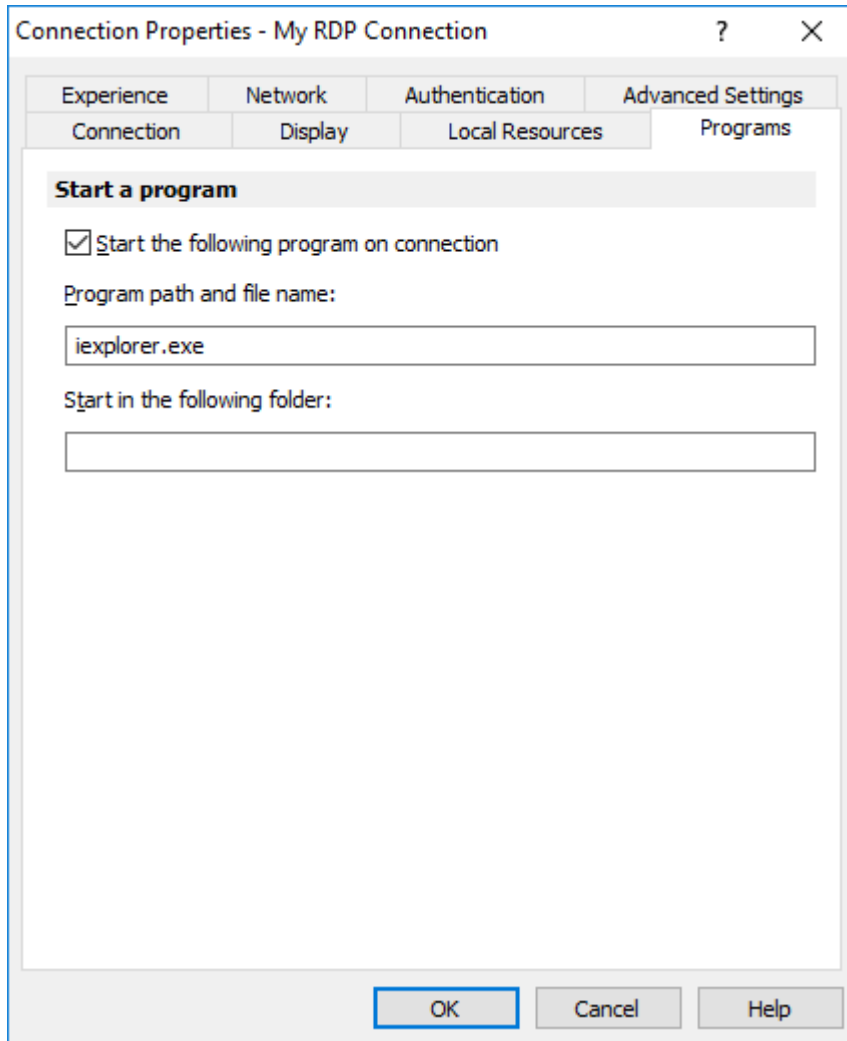 Connection Properties - My RDP Connection ?
Experience Network Authentication Advanced Settings
Connection Display Local Resources Programs
Start a program
Start the following program on connection
Program path and file name:
iexplorer.exe
Start in the following folder:
OK Cancel Help